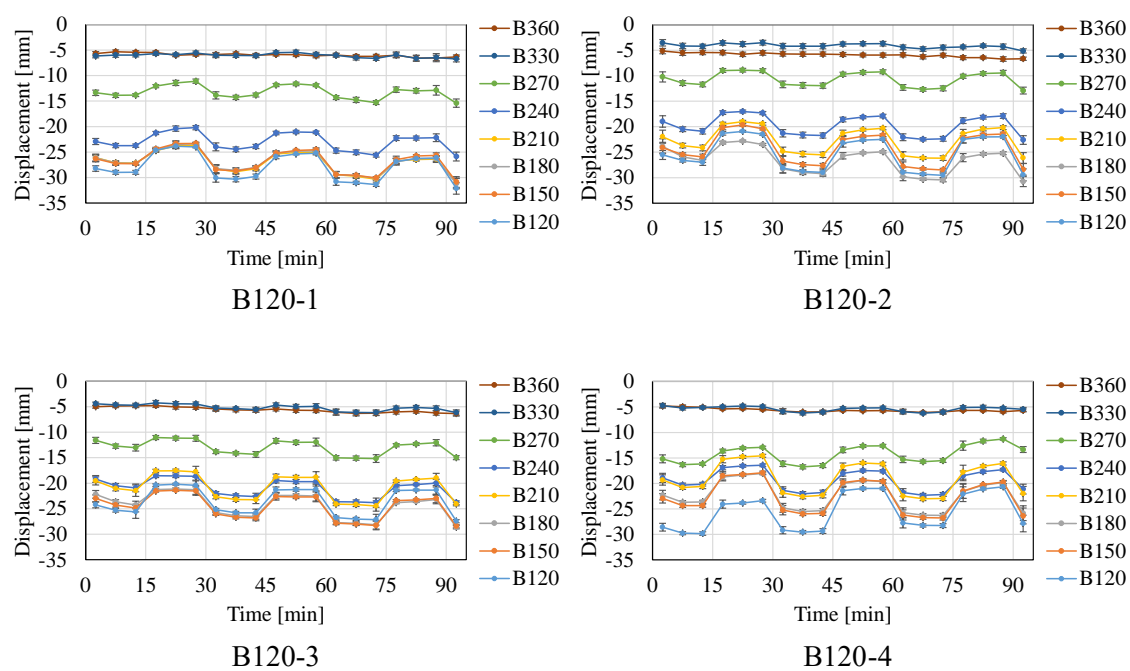 Displacement [mm]
0
-5
-10
-15
-20
-25
-30
-35
0 15 30 45 60 75 90
Time [min]
B360
B330
B270
B240
B210
B180
B150
B120
B120-1
Displacement [mm]
0
-5
-10
-15
-20
-25
-30
-35
0 15 30 45 60 75 90
Time [min]
B360
B330
B270
B240
B210
B180
B150
B120
B120-2
Displacement [mm]
0
-5
-10
-15
-20
-25
-30
-35
0 15 30 45 60 75 90
Time [min]
B360
B330
B270
B240
B210
B180
B150
B120
B120-3
Displacement [mm]
0
-5
-10
-15
-20
-25
-30
-35
0 15 30 45 60 75 90
Time [min]
B360
B330
B270
B240
B210
B180
B150
B120
B120-4